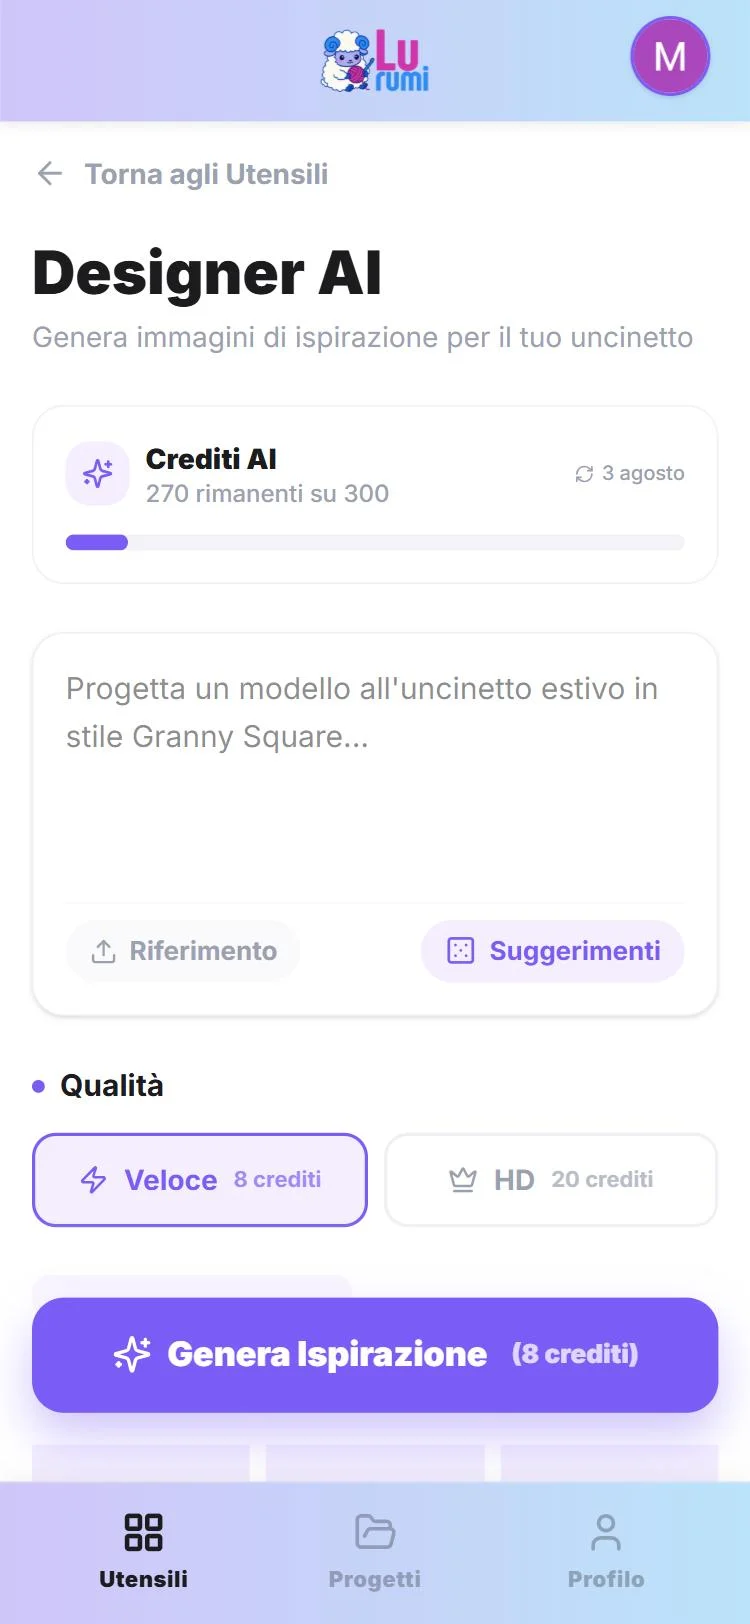 Lu
rumi
M
Torna agli Utensili
Designer AI
Genera immagini di ispirazione per il tuo uncinetto
Crediti AI
270 rimanenti su 300
3 agosto
Progetta un modello all'uncinetto estivo in
stile Granny Square...
Riferimento
Suggerimenti
Qualità
Veloce 8 crediti
HD 20 crediti
Genera Ispirazione (8 crediti)
Utensili
Progetti
Profilo